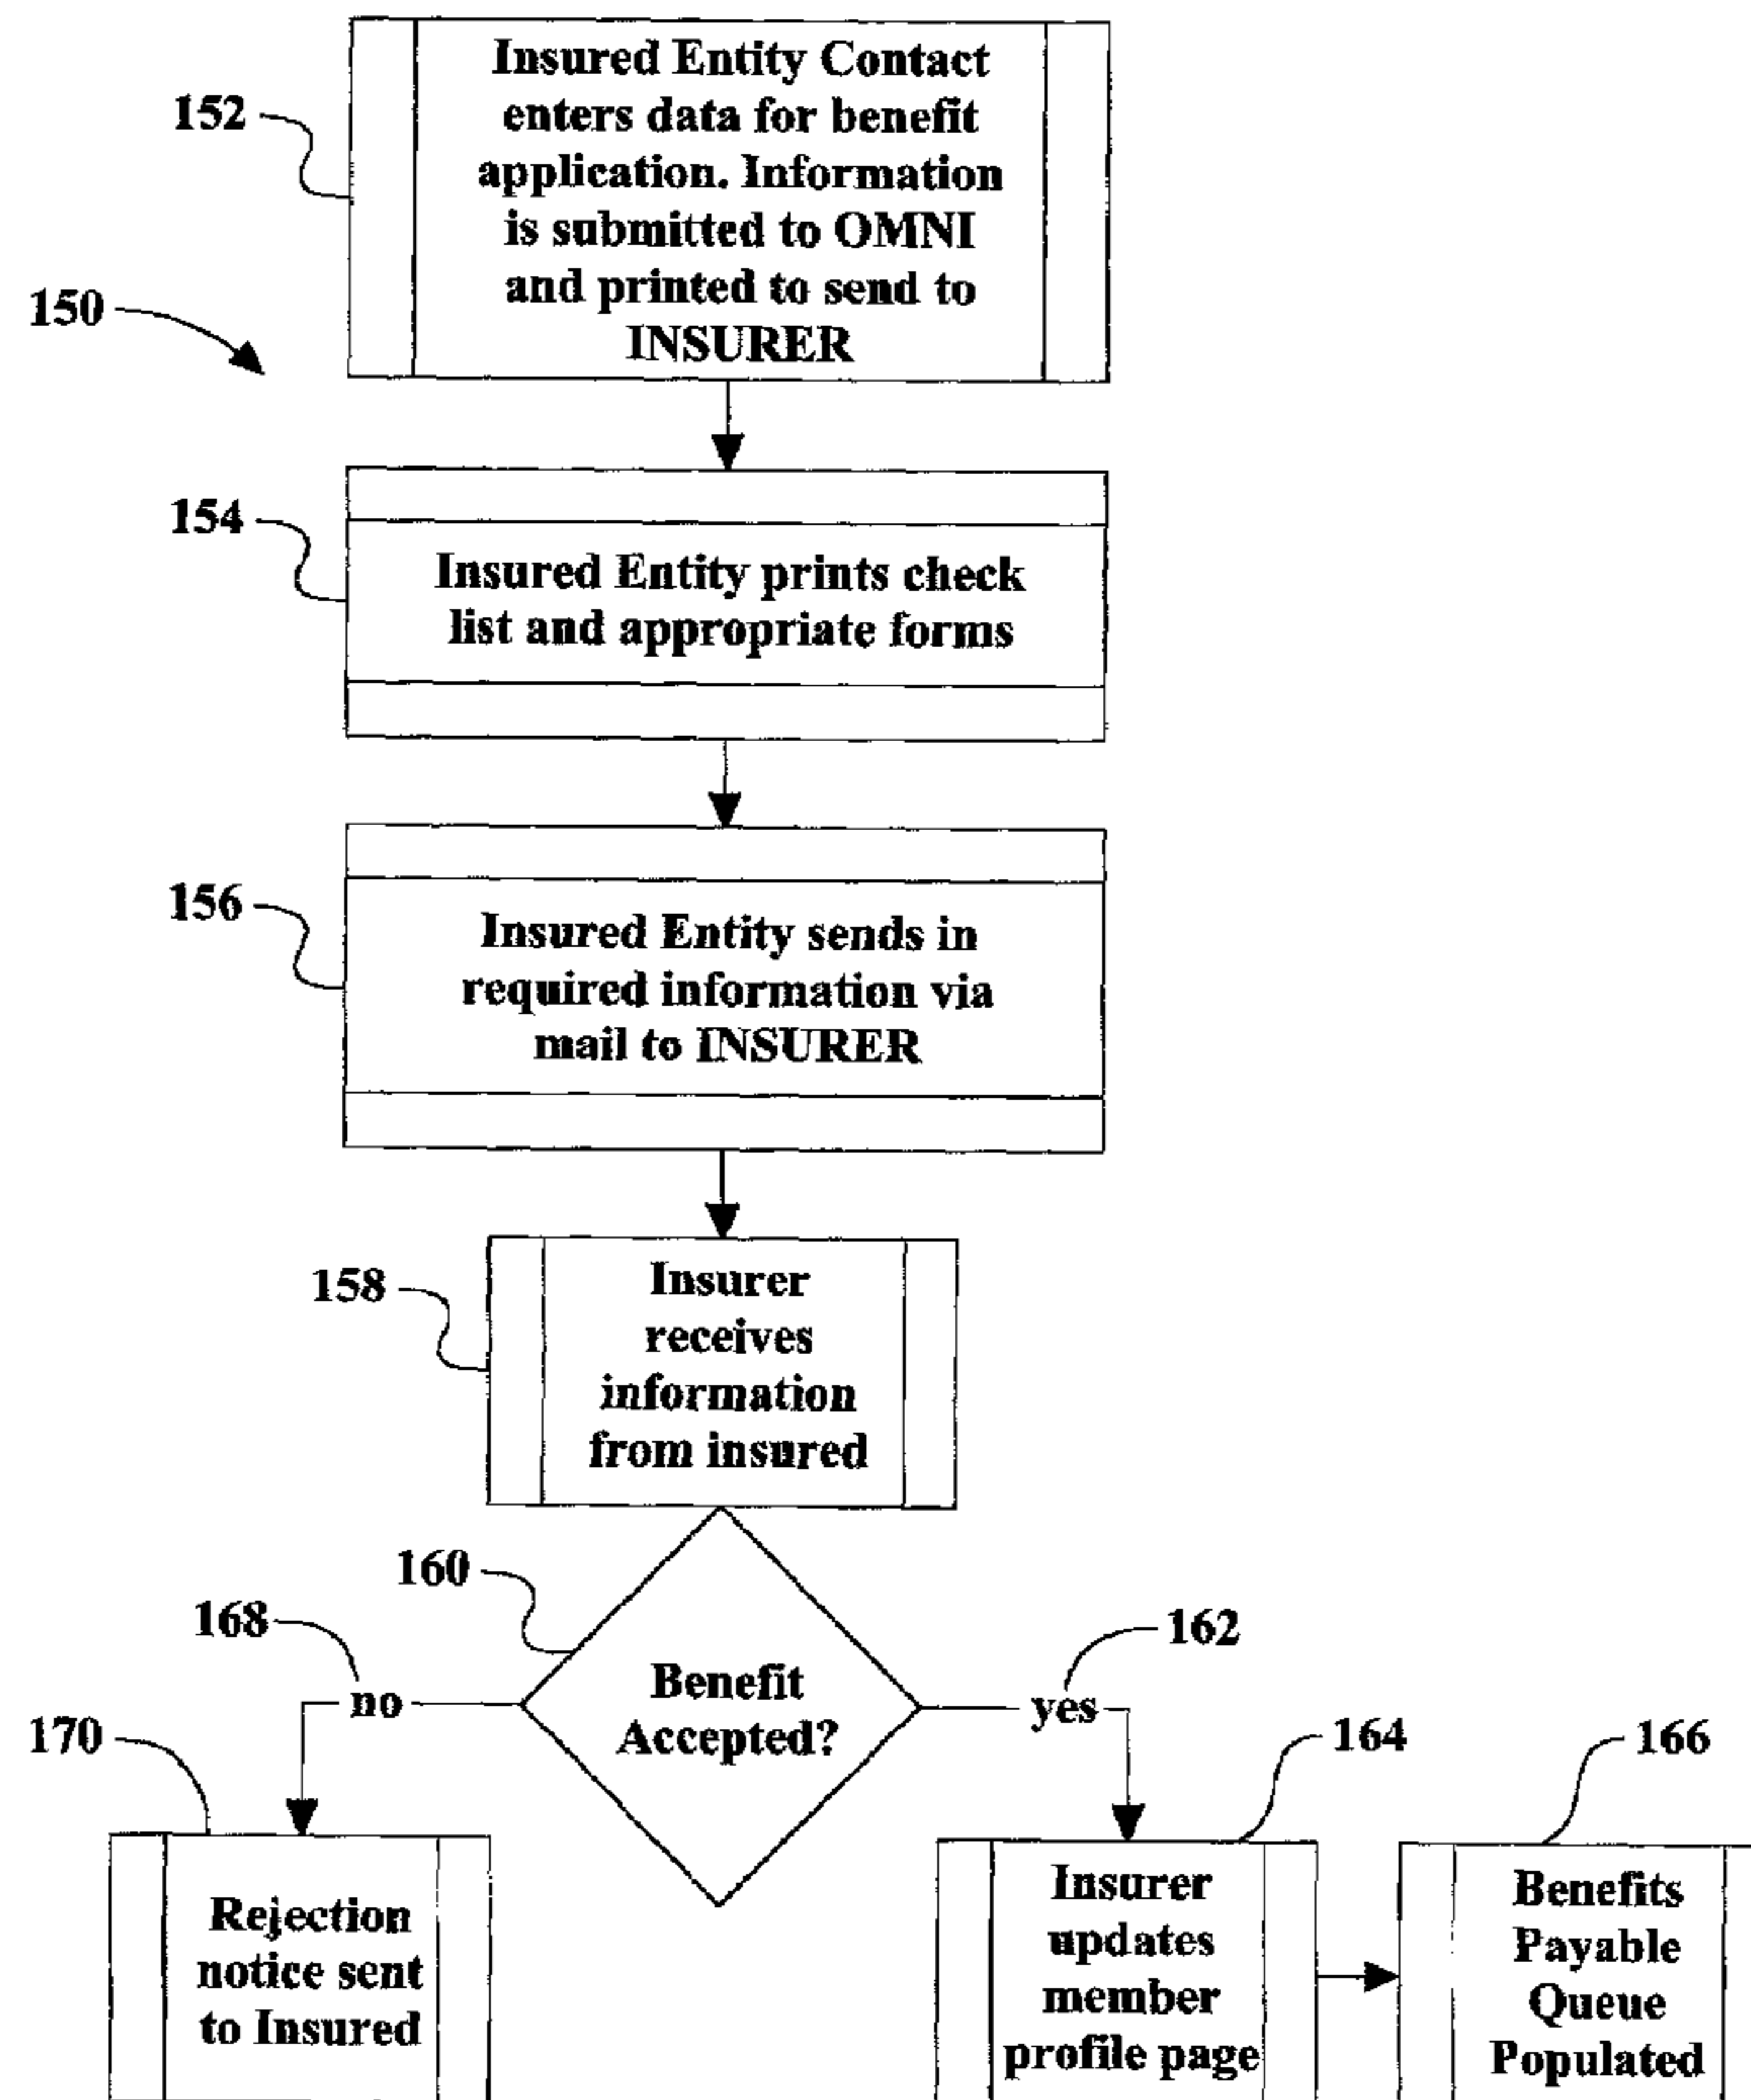 152
Insured Entity Contact
enters data for benefit
application. Information
is submitted to OMNI
and printed to send to
INSURER
150
154
Insured Entity prints check
list and appropriate forms
156
Insured Entity sends in
required information via
mail to INSURER
158
Insurer
receives
information
from insured
160
Benefit
Accepted?
168
no
162
yes
170
Rejection
notice sent
to Insured
164
Insurer
updates
member
profile page
166
Benefits
Payable
Queue
Populated